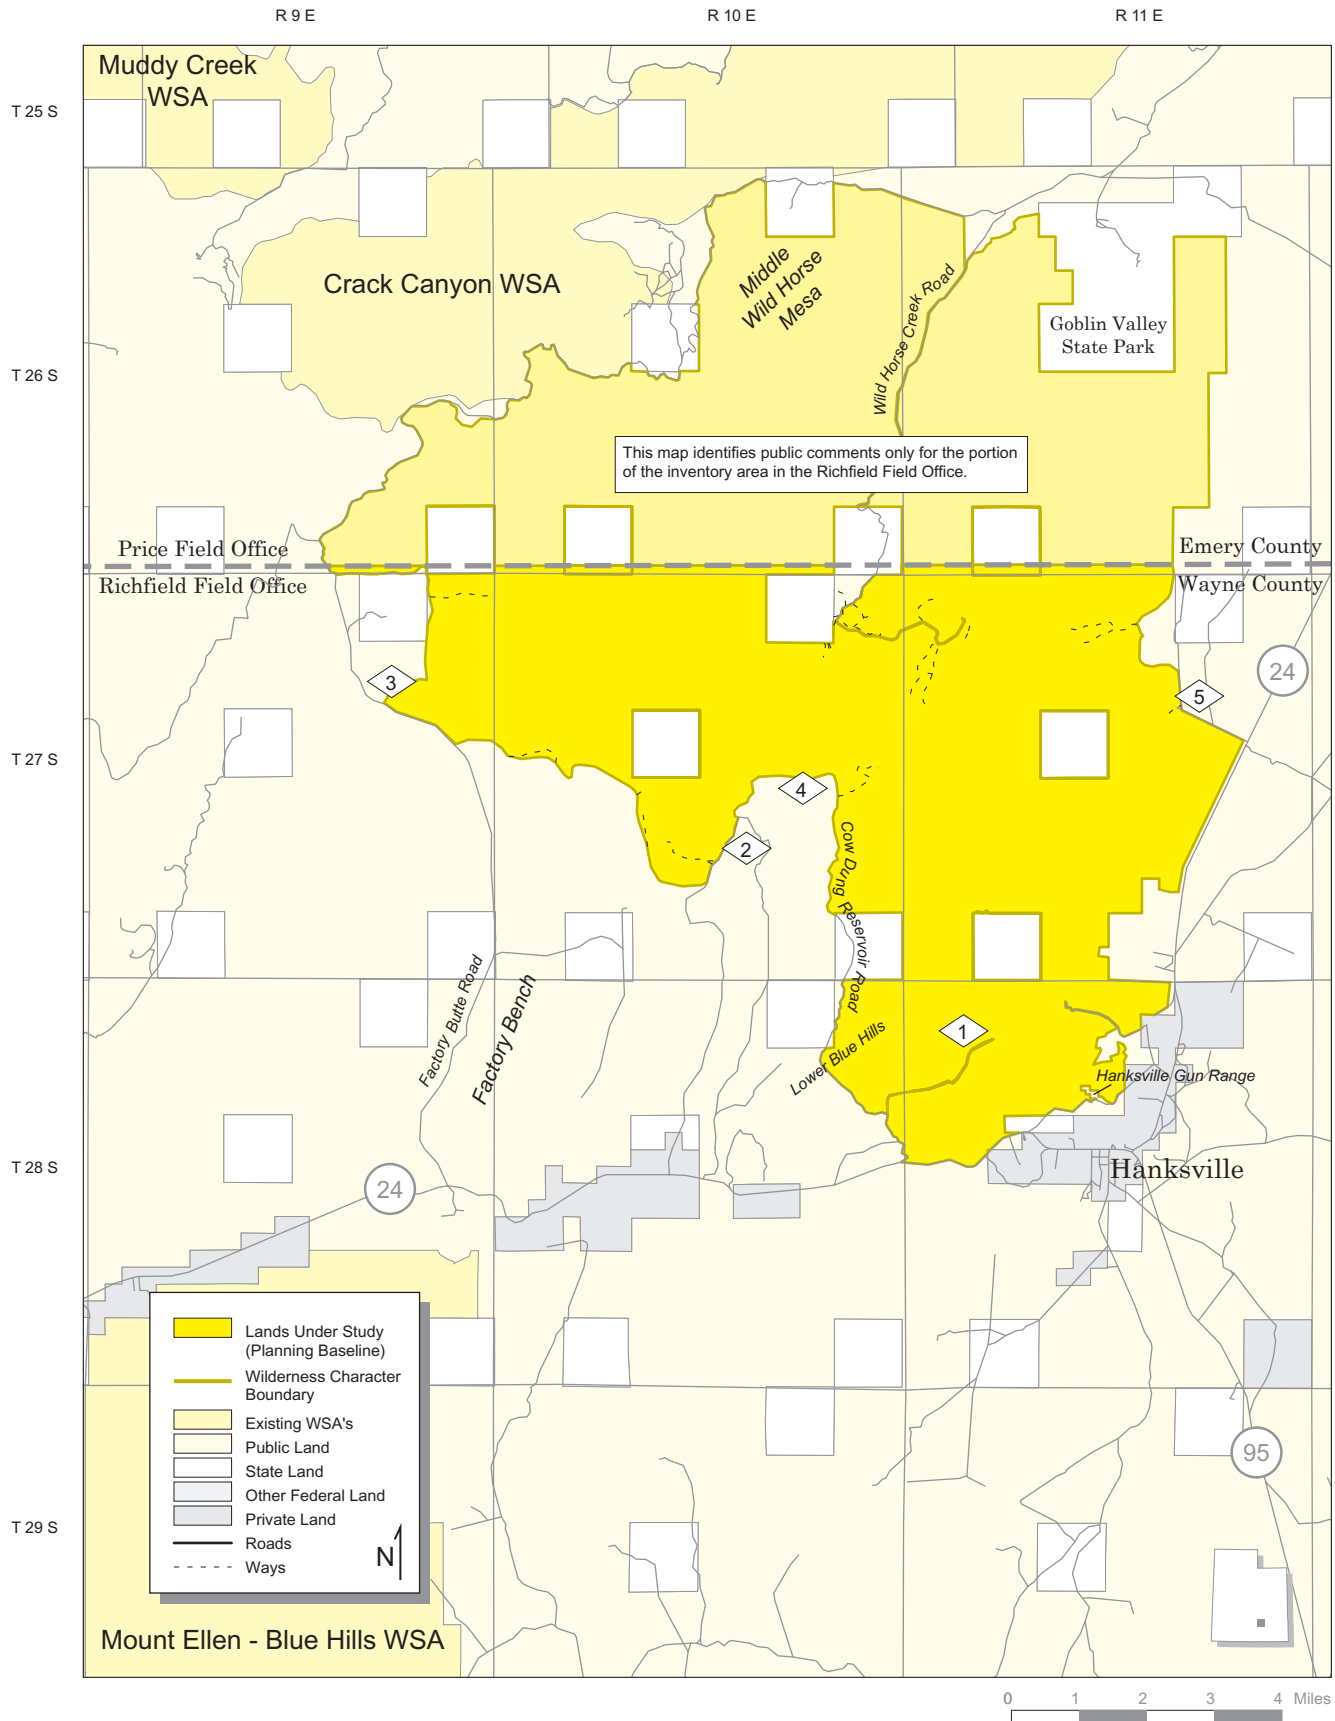 R 9 E
R 10 E
R 11 E
Muddy Creek
WSA
T 25 S
Crack Canyon WSA
Middle
Wild Horse
Mesa
Wild Horse Creek Road
Goblin Valley
State Park
T 26 S
This map identifies public comments only for the portion
of the inventory area in the Richfield Field Office.
Price Field Office
Richfield Field Office
Emery County
Wayne County
24
3
5
T 27 S
4
2
Cow Dung Reservoir Road
Factory Butte Road
Factory Bench
Lower Blue Hills
1
Hanksville Gun Range
T 28 S
Hanksville
24
Lands Under Study
(Planning Baseline)
Wilderness Character
Boundary
Existing WSA's
Public Land
State Land
Other Federal Land
Private Land
Roads
Ways
N
95
T 29 S
Mount Ellen - Blue Hills WSA
0 1 2 3 4 Miles